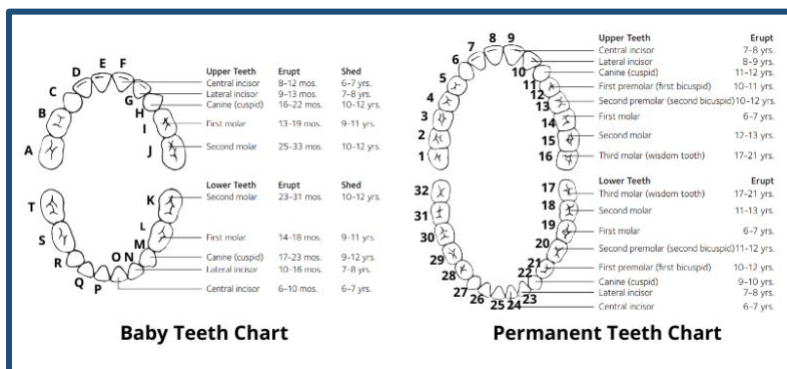 Upper Teeth Erupt Shed
Central incisor 8-12 mos. 6-7 yrs.
Lateral incisor 9-13 mos. 7-8 yrs.
Canine (cuspid) 16-22 mos. 10-12 yrs.
First molar 13-19 mos. 9-11 yrs.
Second molar 25-33 mos. 10-12 yrs.
A B C D E F G H I J
Lower Teeth Erupt Shed
Second molar 23-31 mos. 10-12 yrs.
First molar 14-18 mos. 9-11 yrs.
Canine (cuspid) 17-23 mos. 9-12 yrs.
Lateral incisor 10-16 mos. 7-8 yrs.
Central incisor 6-10 mos. 6-7 yrs.
T S R Q P O N M L K
Baby Teeth Chart
Upper Teeth Erupt
Central incisor 7-8 yrs.
Lateral incisor 8-9 yrs.
Canine (cuspid) 11-12 yrs.
First premolar (first bicuspid) 10-11 yrs.
Second premolar (second bicuspid) 10-12 yrs.
First molar 6-7 yrs.
Second molar 12-13 yrs.
Third molar (wisdom tooth) 17-21 yrs.
1 2 3 4 5 6 7 8 9 10 11 12 13 14 15 16
Lower Teeth Erupt
Third molar (wisdom tooth) 17-21 yrs.
Second molar 11-13 yrs.
First molar 6-7 yrs.
Second premolar (second bicuspid) 11-12 yrs.
First premolar (first bicuspid) 10-12 yrs.
Canine (cuspid) 9-10 yrs.
Lateral incisor 7-8 yrs.
Central incisor 6-7 yrs.
32 31 30 29 28 27 26 25 24 23 22 21 20 19 18 17
Permanent Teeth Chart